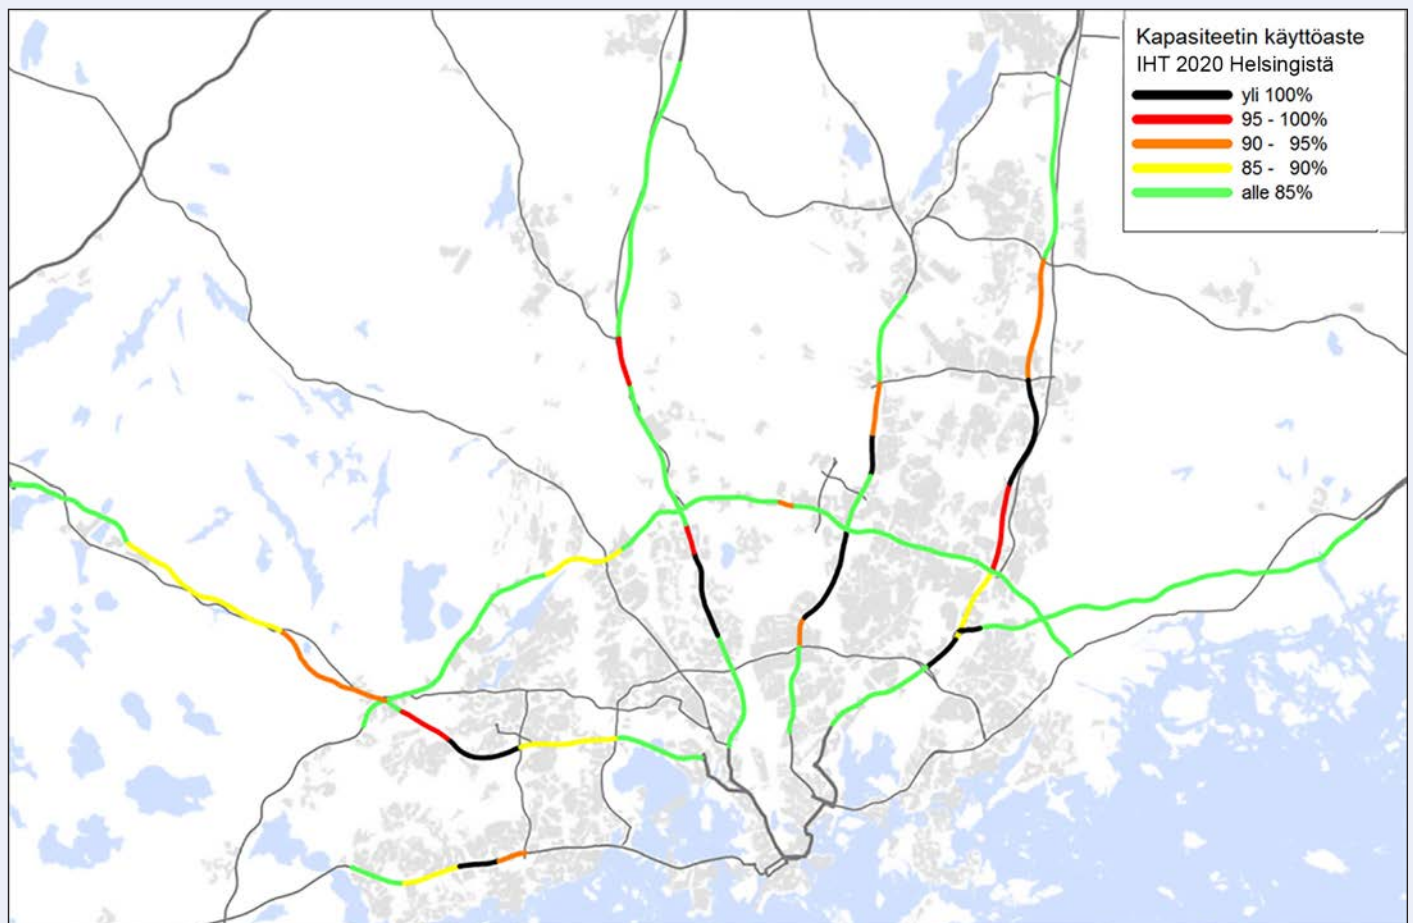 Kapasiteetin käyttöaste
IHT 2020 Helsingistä
yli 100%
95 - 100%
90 - 95%
85 - 90%
alle 85%